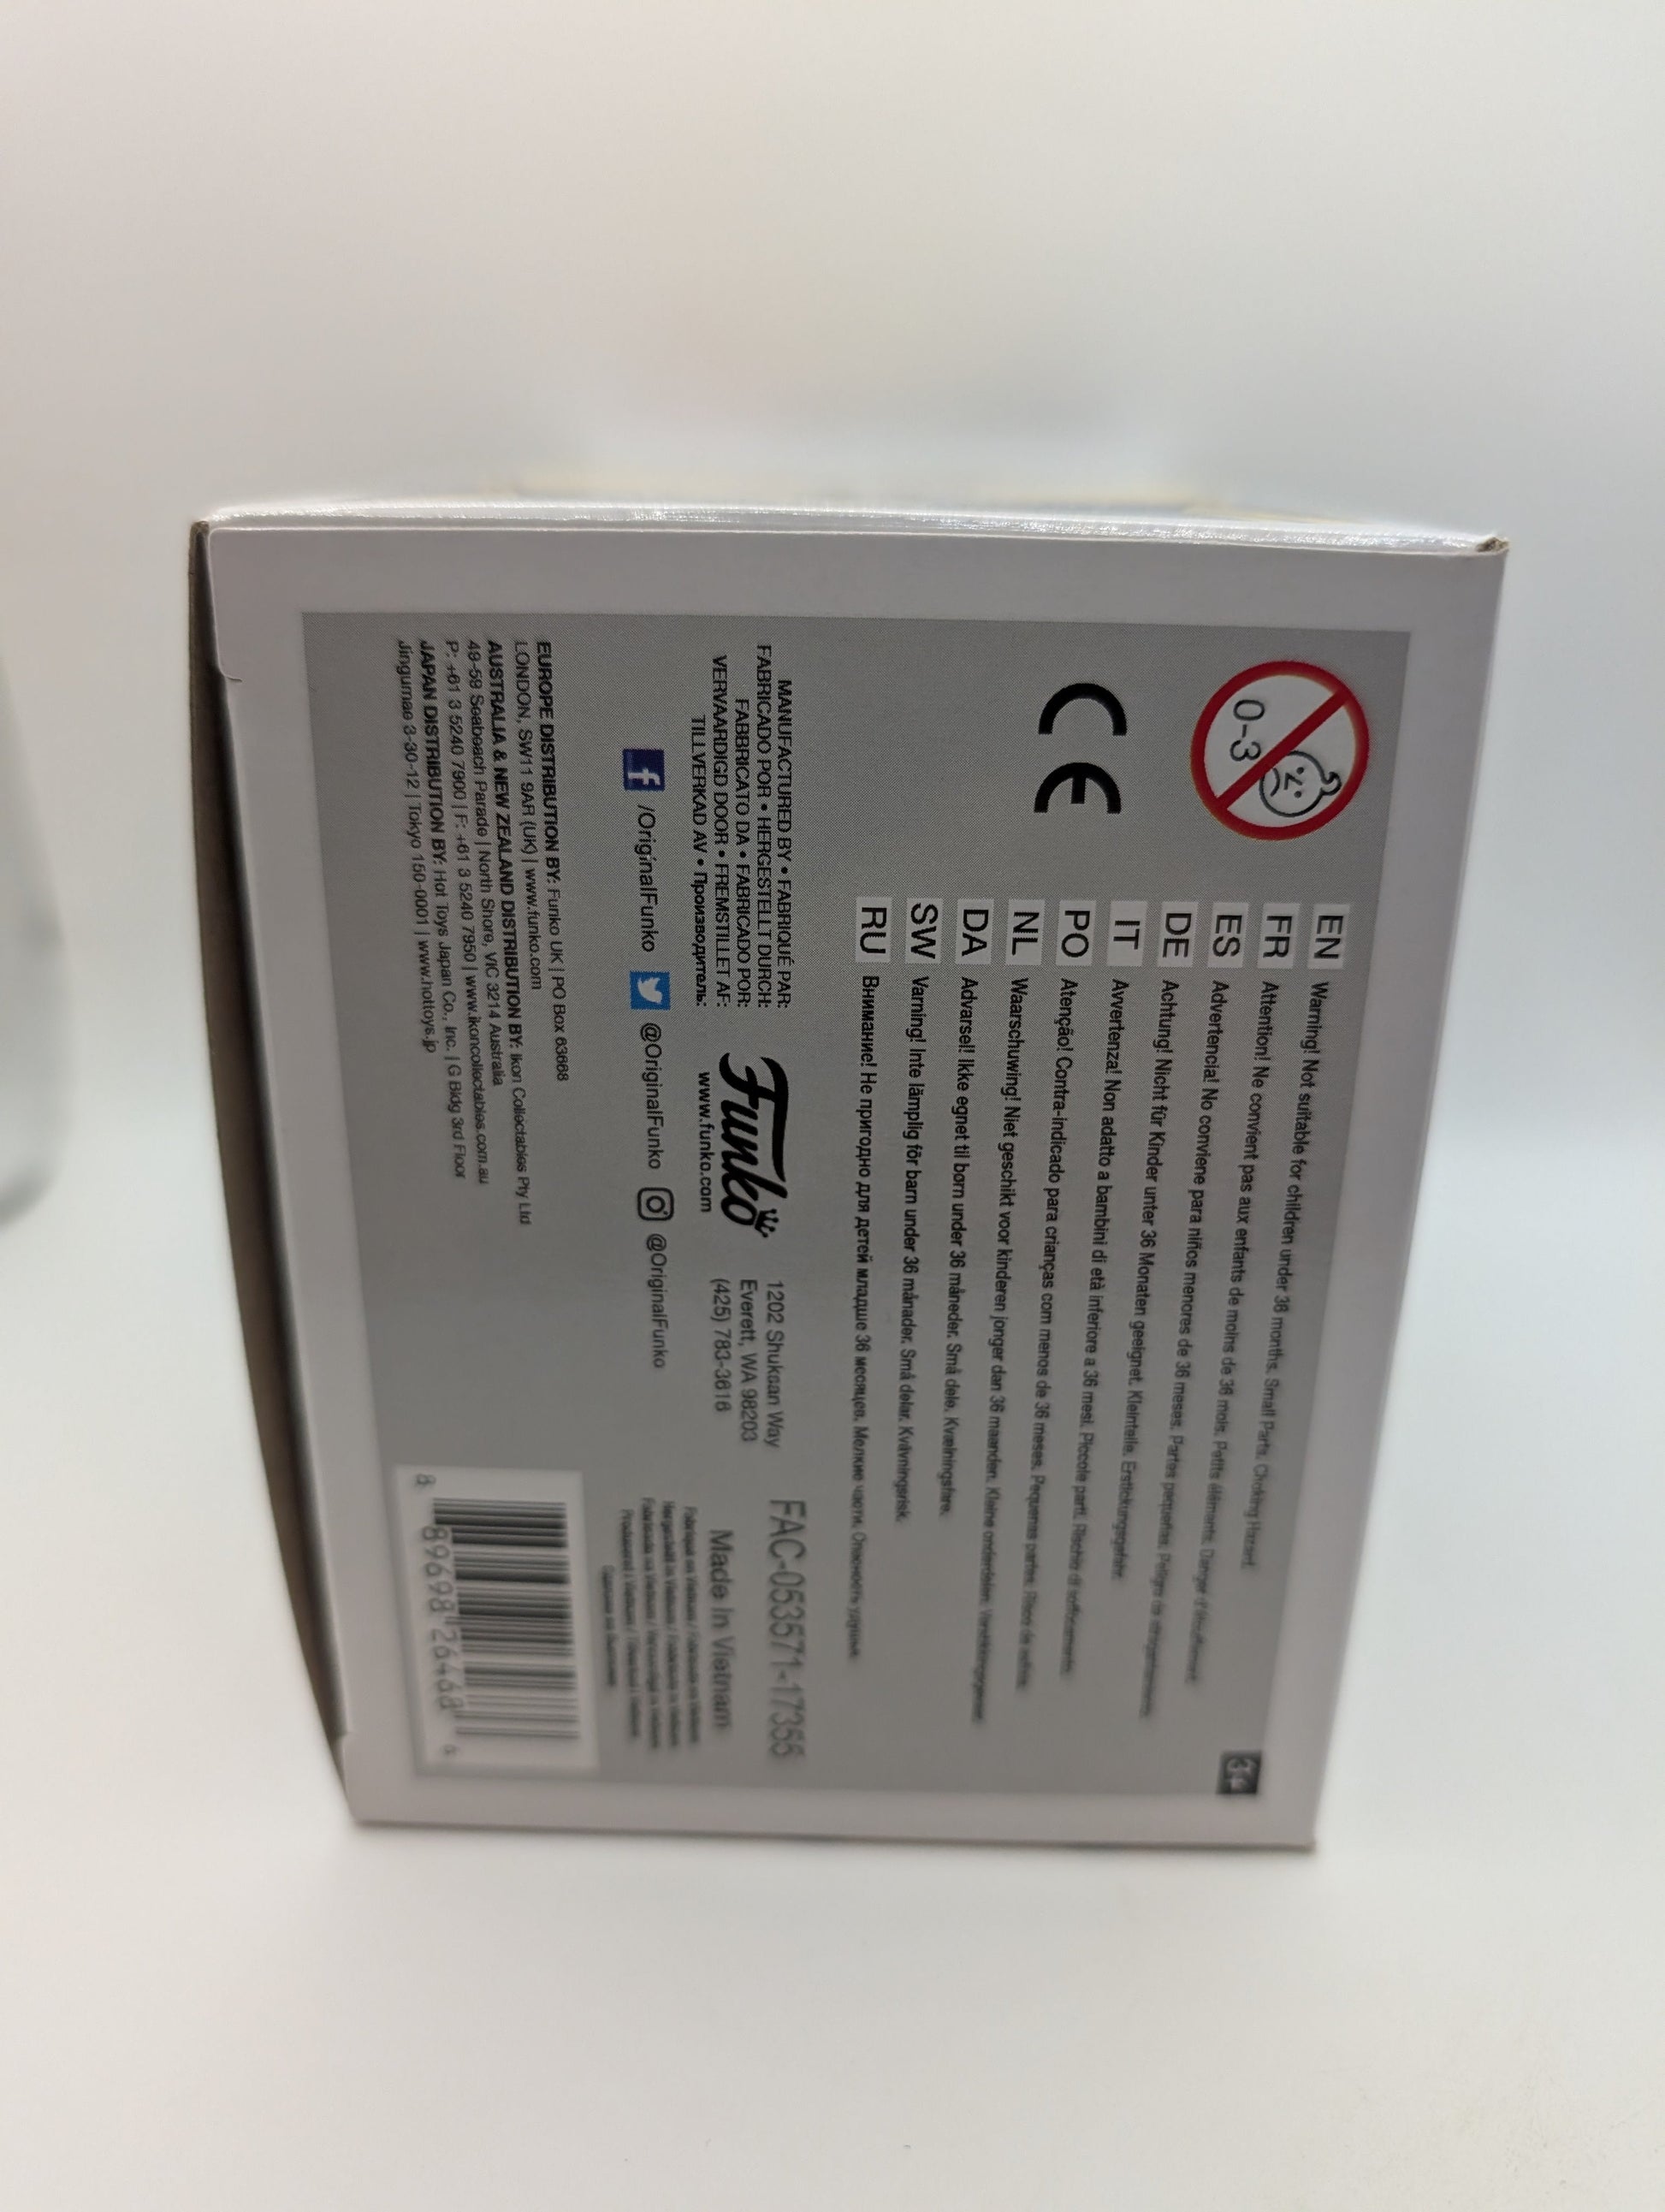 0-3
CE
EN Warning! Not suitable for children under 36 months. Small Parts. Choking Hazard.
FR Attention! Ne convient pas aux enfants de moins de 36 mois. Petits éléments. Danger d'étouffement.
ES Advertencia! No conviene para niños menores de 36 meses. Partes pequeñas. Peligro de
DE Achtung! Nicht für Kinder unter 36 Monaten geeignet. Kleinteile. Erstickungsgefahr.
IT Avvertenza! Non adatto a bambini di età inferiore a 36 mesi. Piccole parti. Rischio di soffocamento.
PO Atenção! Contra-indicado para crianças com menos de 36 meses. Pequenas partes.
NL Waarschuwing! Niet geschikt voor kinderen jonger dan 36 maanden. Kleine onderdelen.
DA Advarsel! Ikke egnet til børn under 36 måneder. Små dele. Kvælningsfare.
SW Varning! Inte lämplig för barn under 36 månader. Små delar. Kvävningsrisk.
RU Внимание! Не пригодно для детей младше 36 месяцев. Мелкие части. Опасность удушья.
3+
MANUFACTURED BY • FABRIQUÉ PAR:
FABRICADO POR • HERGESTELLT DURCH:
FABBRICATO DA • FABRICADO POR:
VERVAARDIGD DOOR • FREMSTILLET AF:
TILLVERKAD AV • Производитель:
Funko
www.funko.com
1202 Shuksan Way
Everett, WA 98203
(425) 783-3616
FAC-053571-17355
Made In Vietnam
/OriginalFunko @OriginalFunko @OriginalFunko
EUROPE DISTRIBUTION BY: Funko UK | PO Box 63668
LONDON, SW11 9AR (UK) | www.funko.com
AUSTRALIA & NEW ZEALAND DISTRIBUTION BY: Ikon Collectables Pty Ltd
49-59 Seabeach Parade | North Shore, VIC 3214 Australia
P: +61 3 5240 7900 | F: +61 3 5240 7950 | www.ikoncollectables.com.au
JAPAN DISTRIBUTION BY: Hot Toys Japan Co., Inc. | G Bldg 3rd Floor
Jingumae 3-30-12 | Tokyo 150-0001 | www.hottoys.jp
8 89698 26468 6